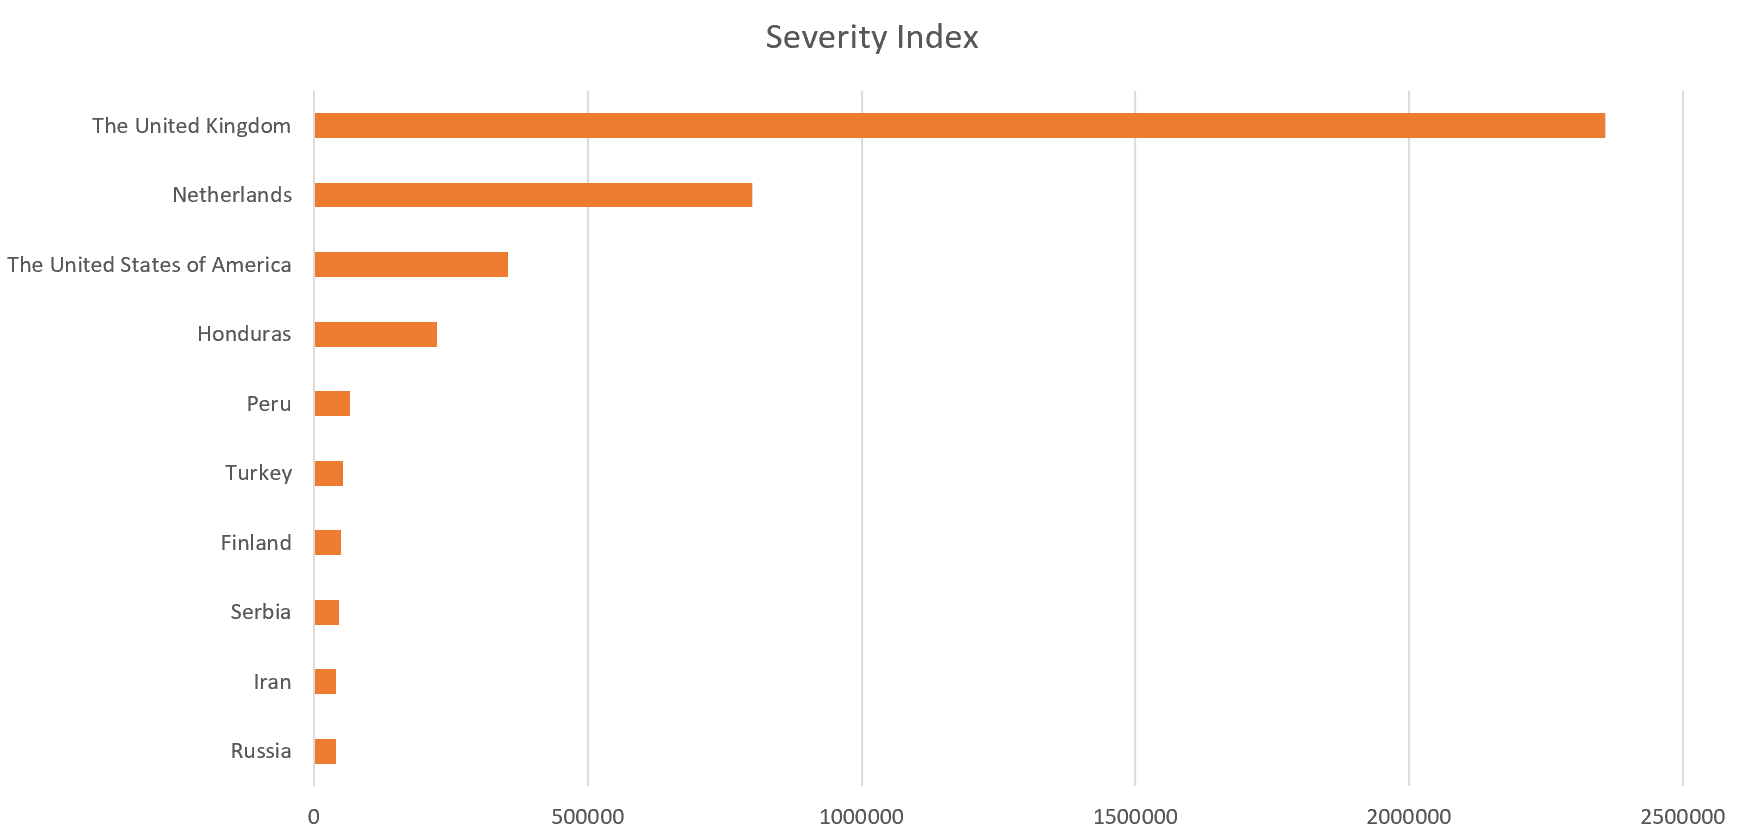 Severity Index
The United Kingdom
Netherlands
The United States of America
Honduras
Peru
Turkey
Finland
Serbia
Iran
Russia
0 500000 1000000 1500000 2000000 2500000